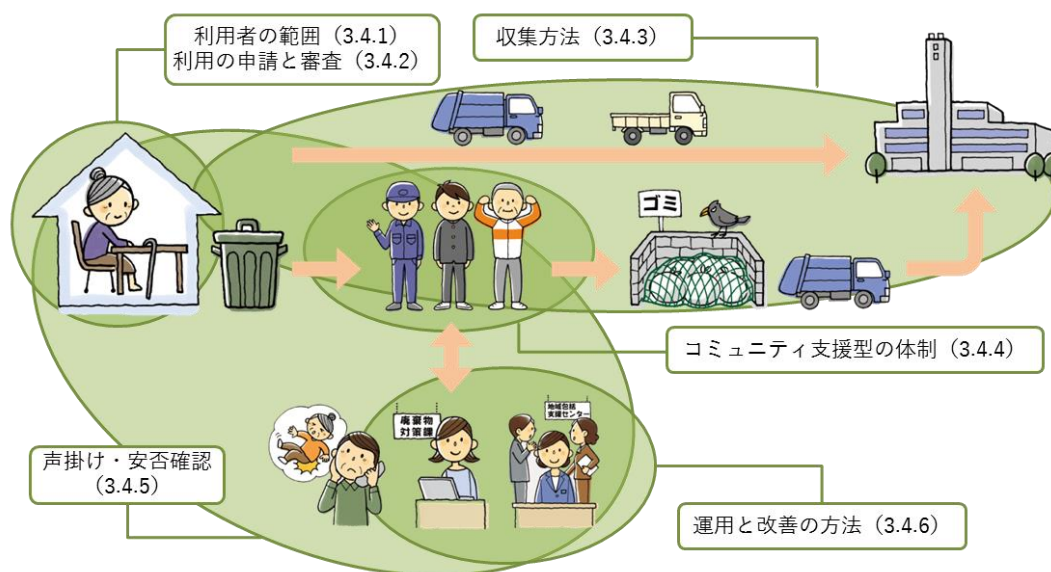 利用者の範囲（3.4.1）
利用の申請と審査（3.4.2）
収集方法（3.4.3）
ゴミ
コミュニティ支援型の体制（3.4.4）
廃棄物
対策課
地域包括
支援センター
声掛け・安否確認
（3.4.5）
運用と改善の方法（3.4.6）